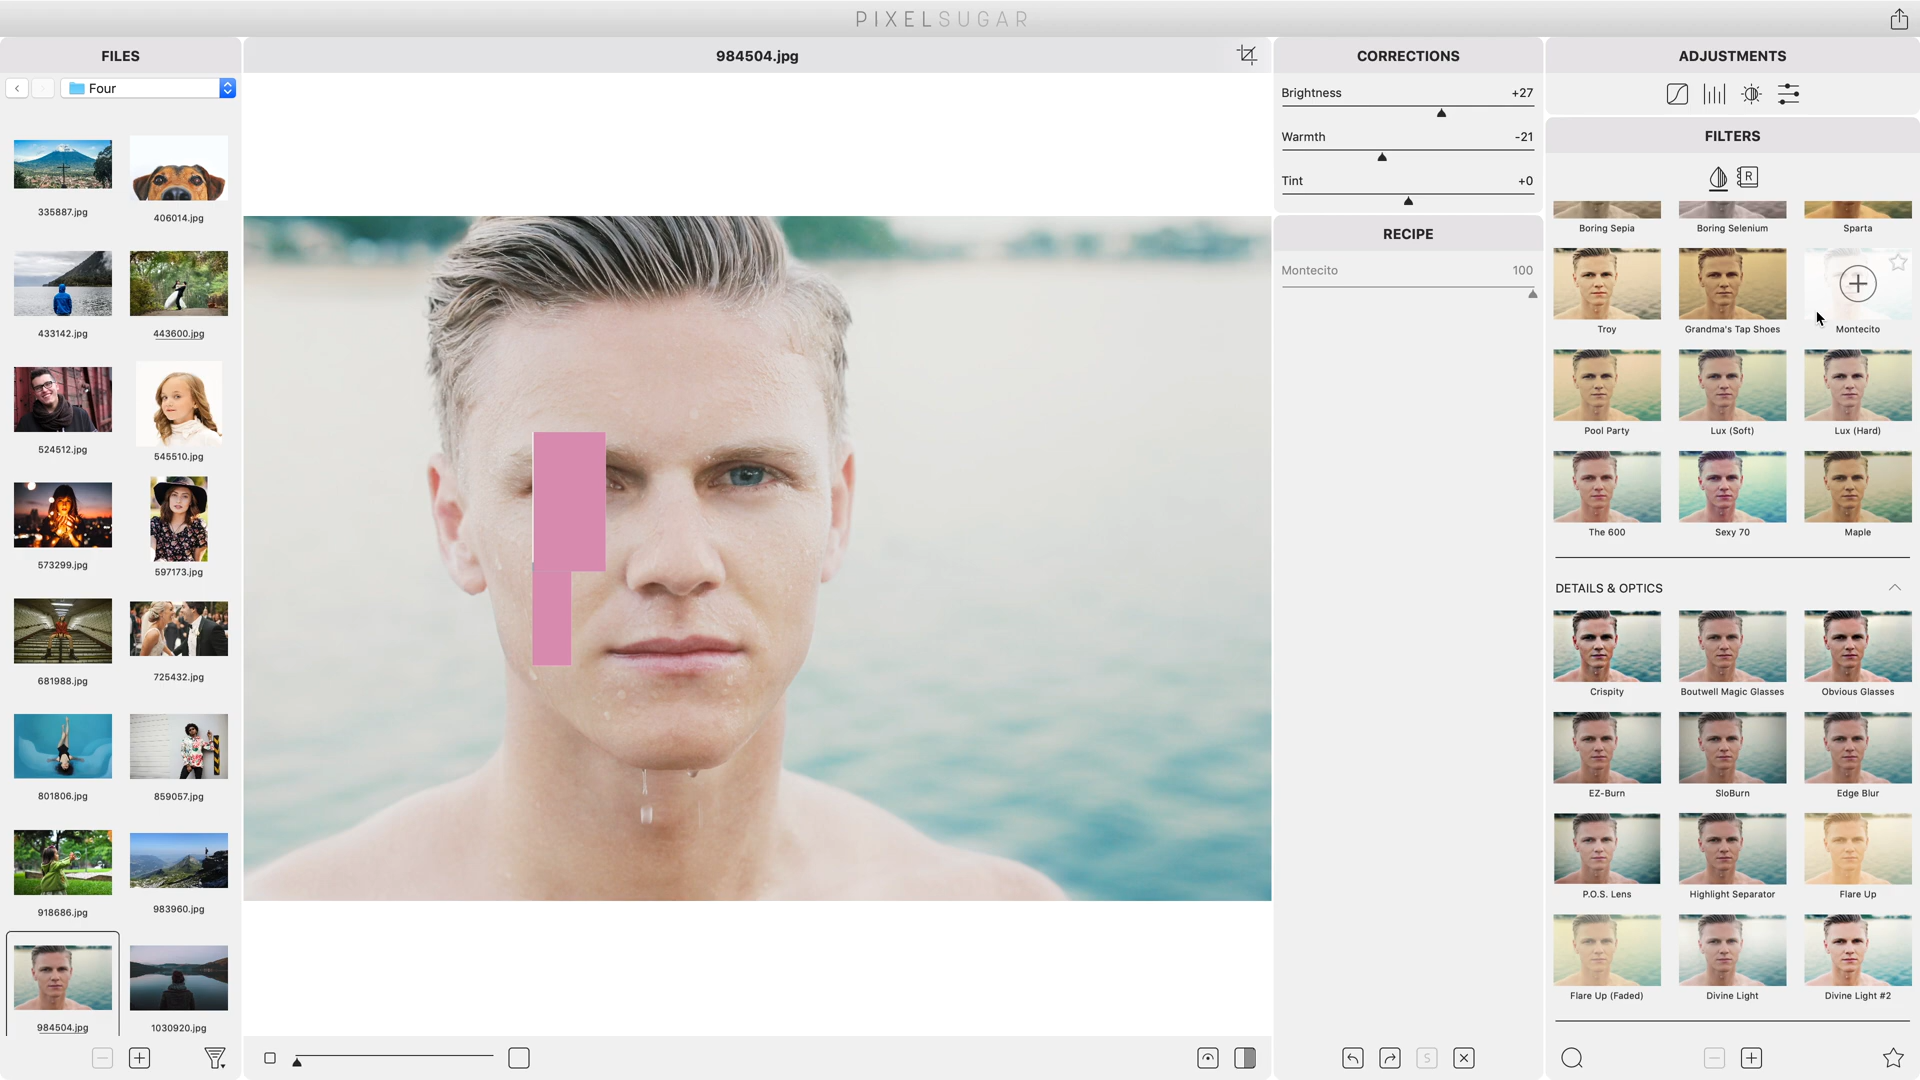 PIXELSUGAR
FILES
984504.jpg
CORRECTIONS
ADJUSTMENTS
Four
335887.jpg
406014.jpg
433142.jpg
443600.jpg
524512.jpg
545510.jpg
573299.jpg
597173.jpg
681988.jpg
725432.jpg
801806.jpg
859057.jpg
918686.jpg
983960.jpg
984504.jpg
1030920.jpg
Brightness +27
Warmth -21
Tint +0
RECIPE
Montecito 100
S
FILTERS
R
Boring Sepia
Boring Selenium
Sparta
Troy
Grandma's Tap Shoes
Montecito
Pool Party
Lux (Soft)
Lux (Hard)
The 600
Sexy 70
Maple
DETAILS & OPTICS
Crispity
Boutwell Magic Glasses
Obvious Glasses
EZ-Burn
SloBurn
Edge Blur
P.O.S. Lens
Highlight Separator
Flare Up
Flare Up (Faded)
Divine Light
Divine Light #2